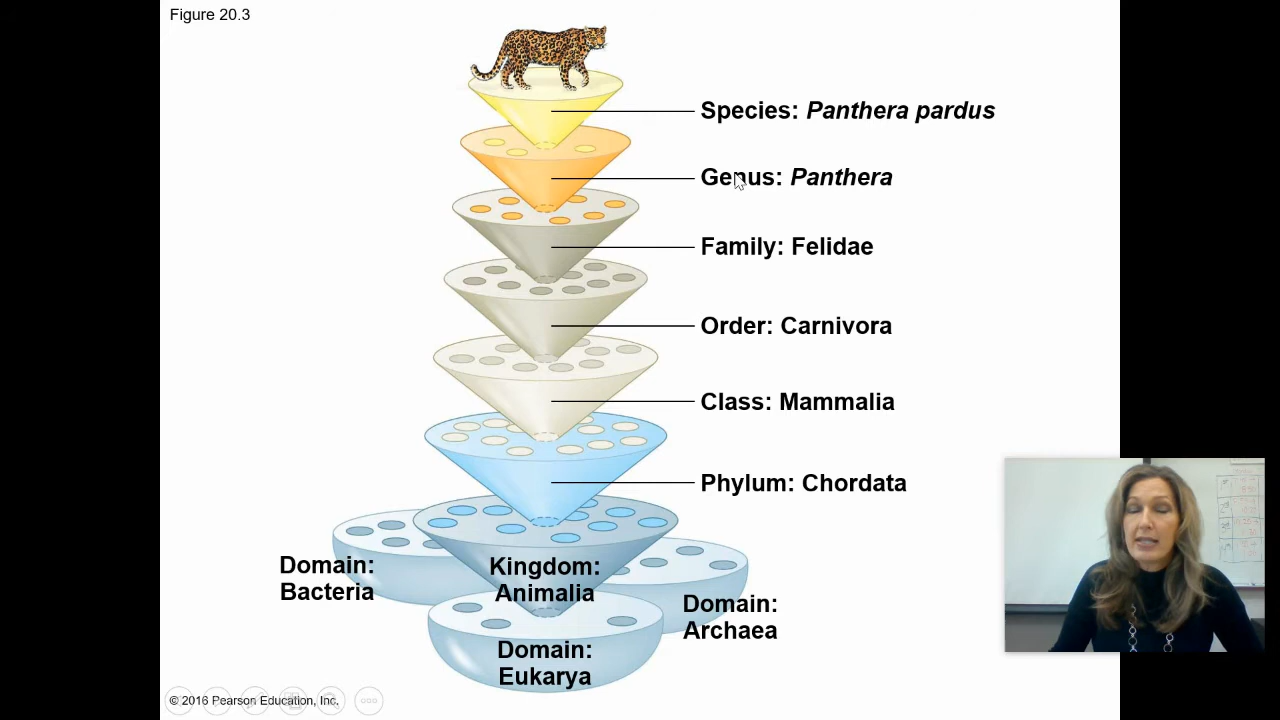 Figure 20.3
Species: Panthera pardus
Genus: Panthera
Family: Felidae
Order: Carnivora
Class: Mammalia
Phylum: Chordata
Domain:
Bacteria
Kingdom:
Animalia
Domain:
Archaea
Domain:
Eukarya
© 2016 Pearson Education, Inc.